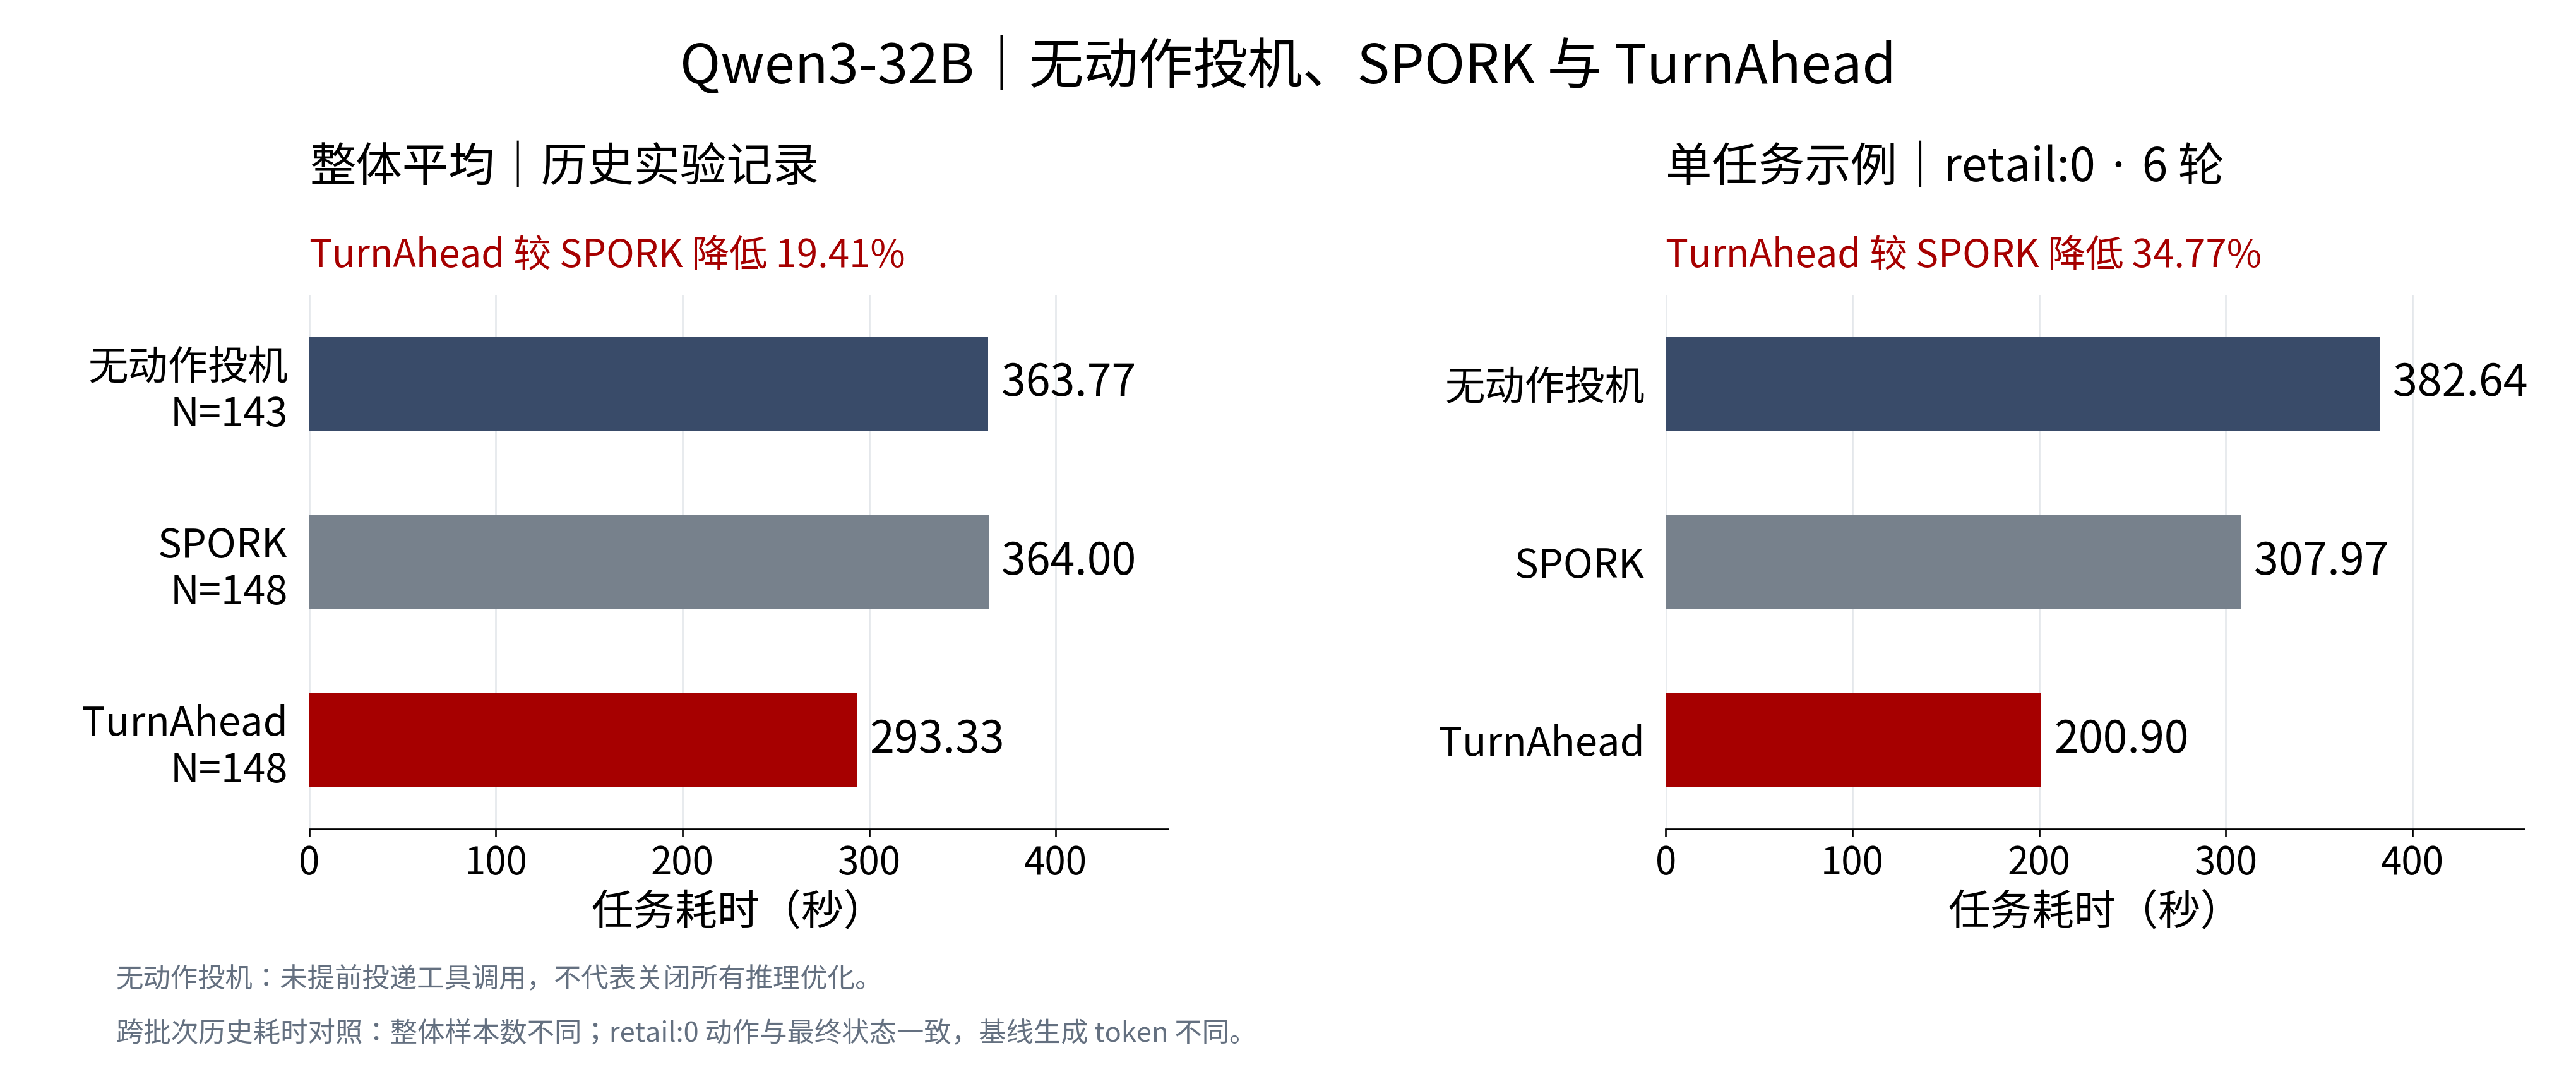 Qwen3-32B｜无动作投机、SPORK 与 TurnAhead
整体平均｜历史实验记录
TurnAhead 较 SPORK 降低 19.41%
无动作投机
N=143
363.77
SPORK
N=148
364.00
TurnAhead
N=148
293.33
0 100 200 300 400
任务耗时（秒）
单任务示例｜retail:0 · 6 轮
TurnAhead 较 SPORK 降低 34.77%
无动作投机
382.64
SPORK
307.97
TurnAhead
200.90
0 100 200 300 400
任务耗时（秒）
无动作投机：未提前投递工具调用，不代表关闭所有推理优化。
跨批次历史耗时对照：整体样本数不同；retail:0 动作与最终状态一致，基线生成 token 不同。